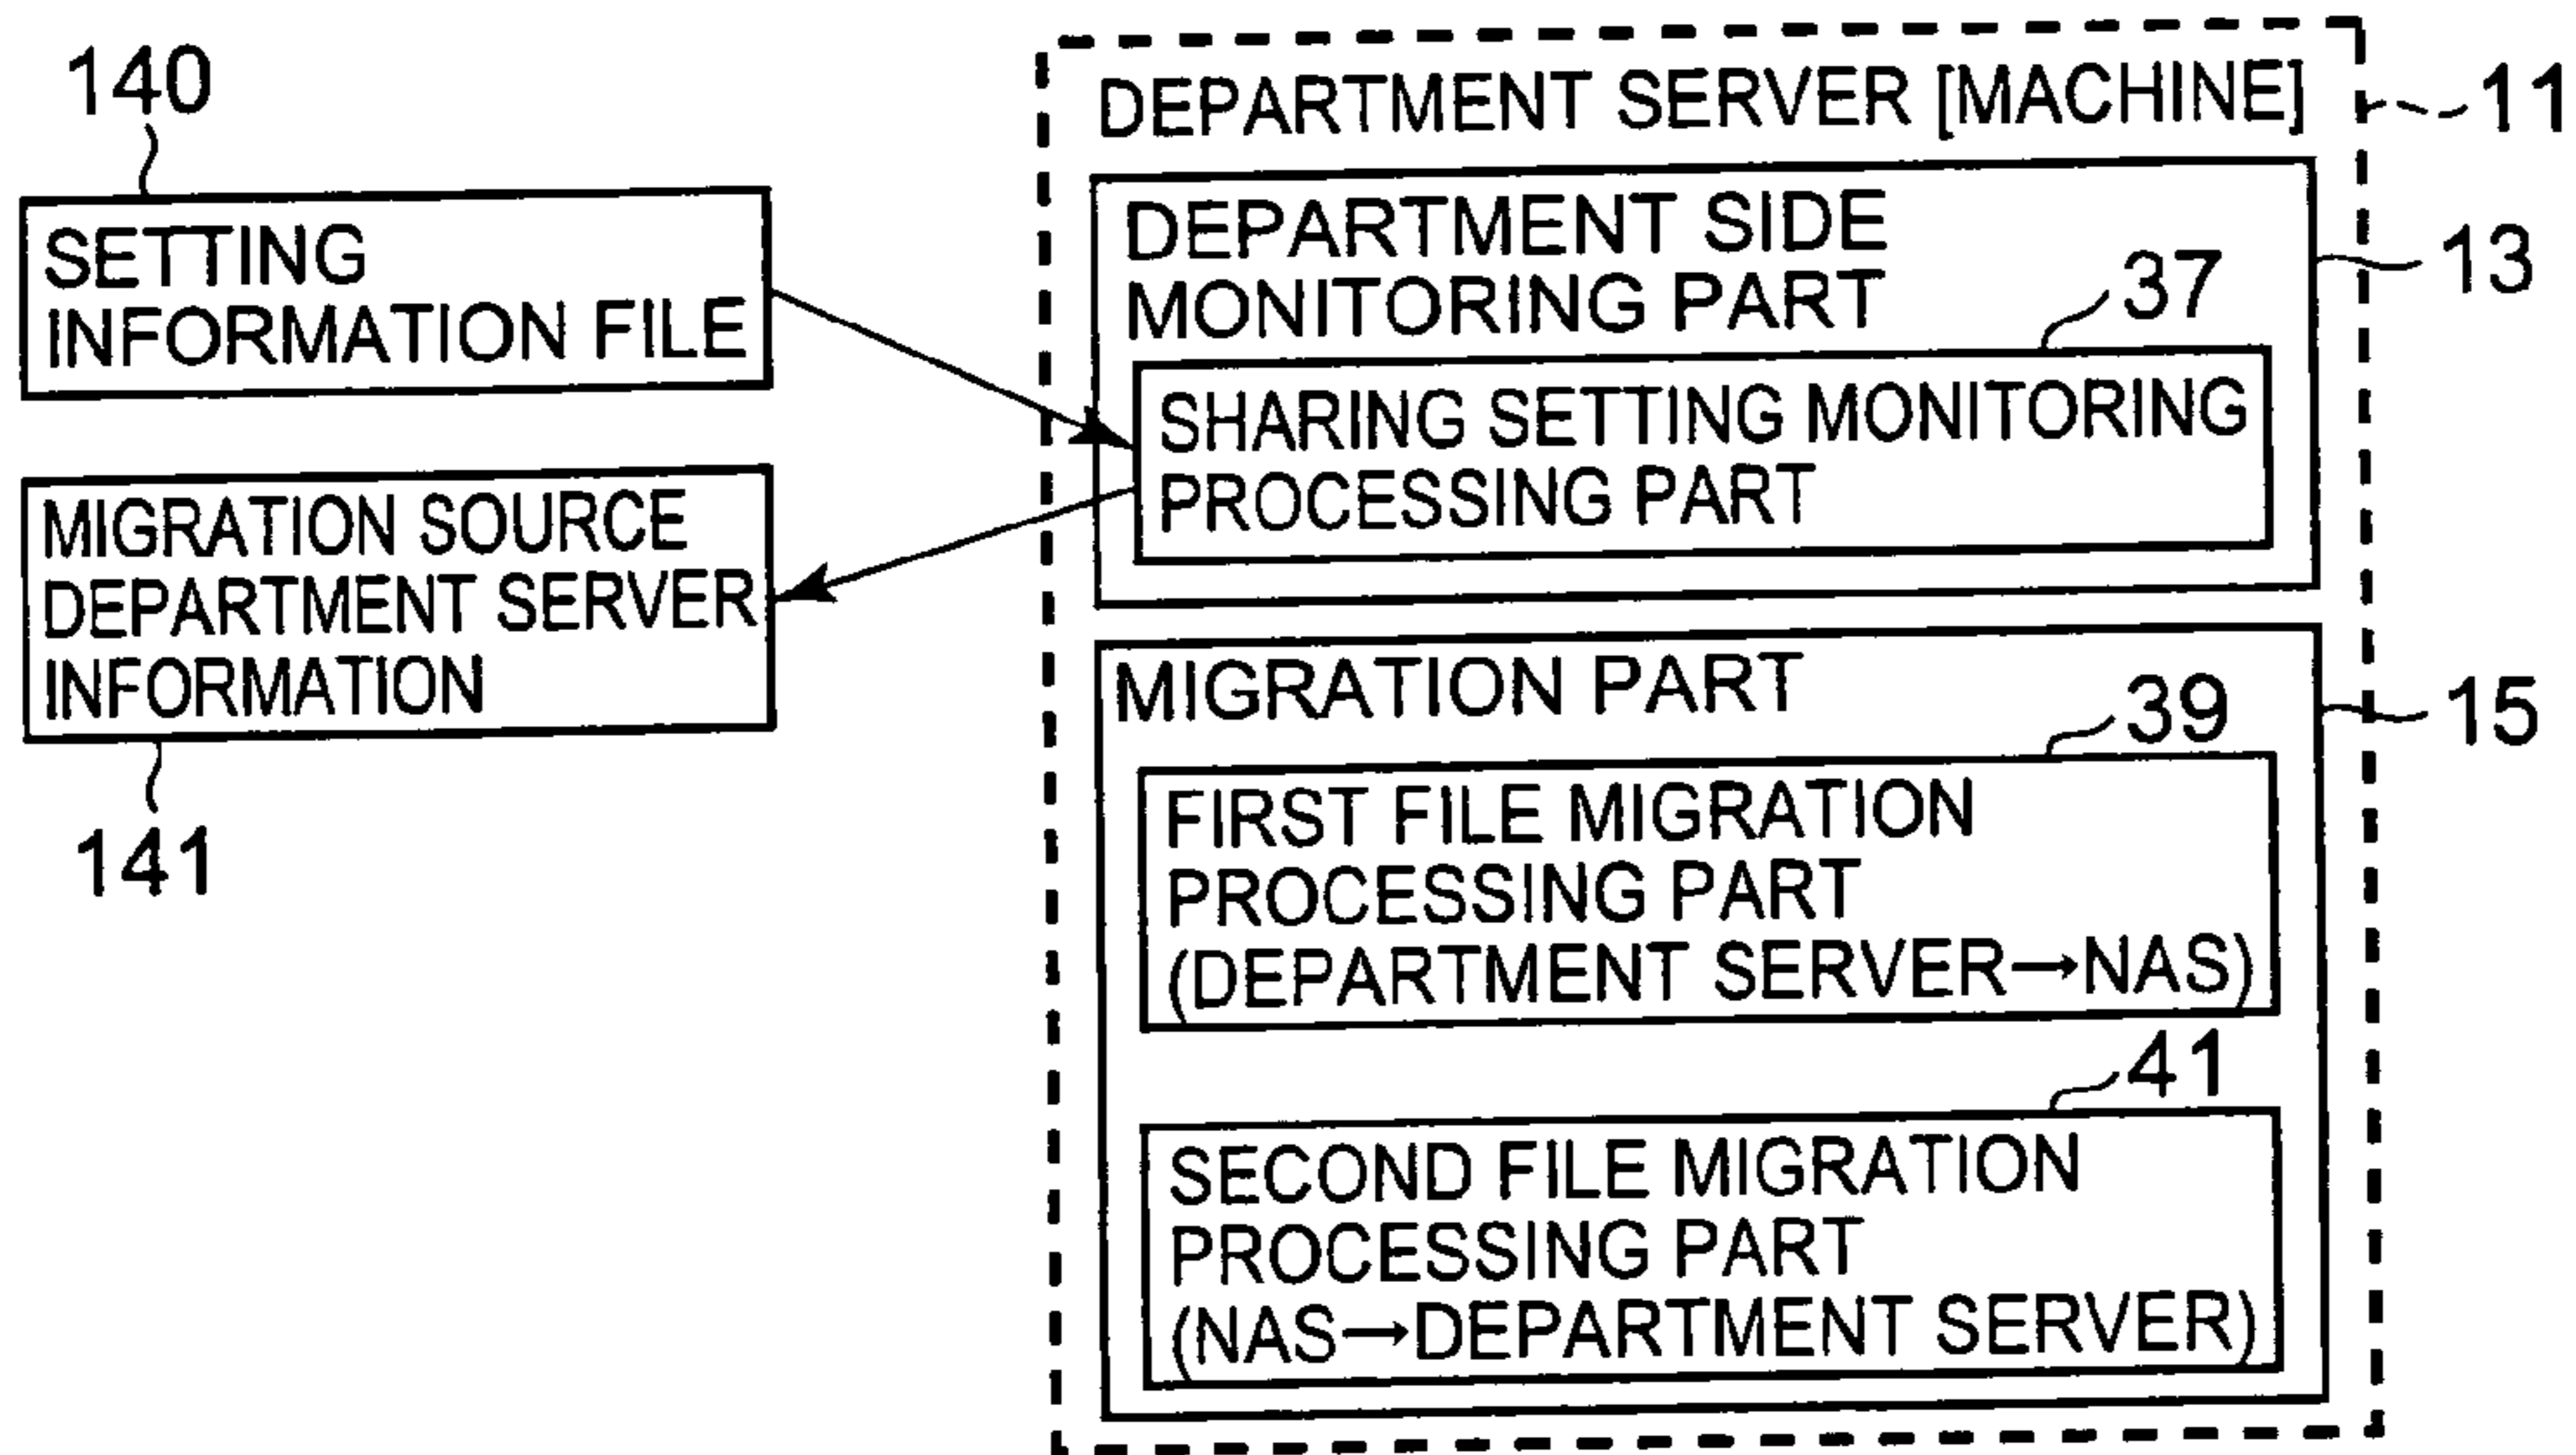 140
SETTING
INFORMATION FILE
MIGRATION SOURCE
DEPARTMENT SERVER
INFORMATION
141
DEPARTMENT SERVER [MACHINE]
11
DEPARTMENT SIDE
MONITORING PART
13
37
SHARING SETTING MONITORING
PROCESSING PART
MIGRATION PART
15
39
FIRST FILE MIGRATION
PROCESSING PART
(DEPARTMENT SERVER→NAS)
41
SECOND FILE MIGRATION
PROCESSING PART
(NAS→DEPARTMENT SERVER)